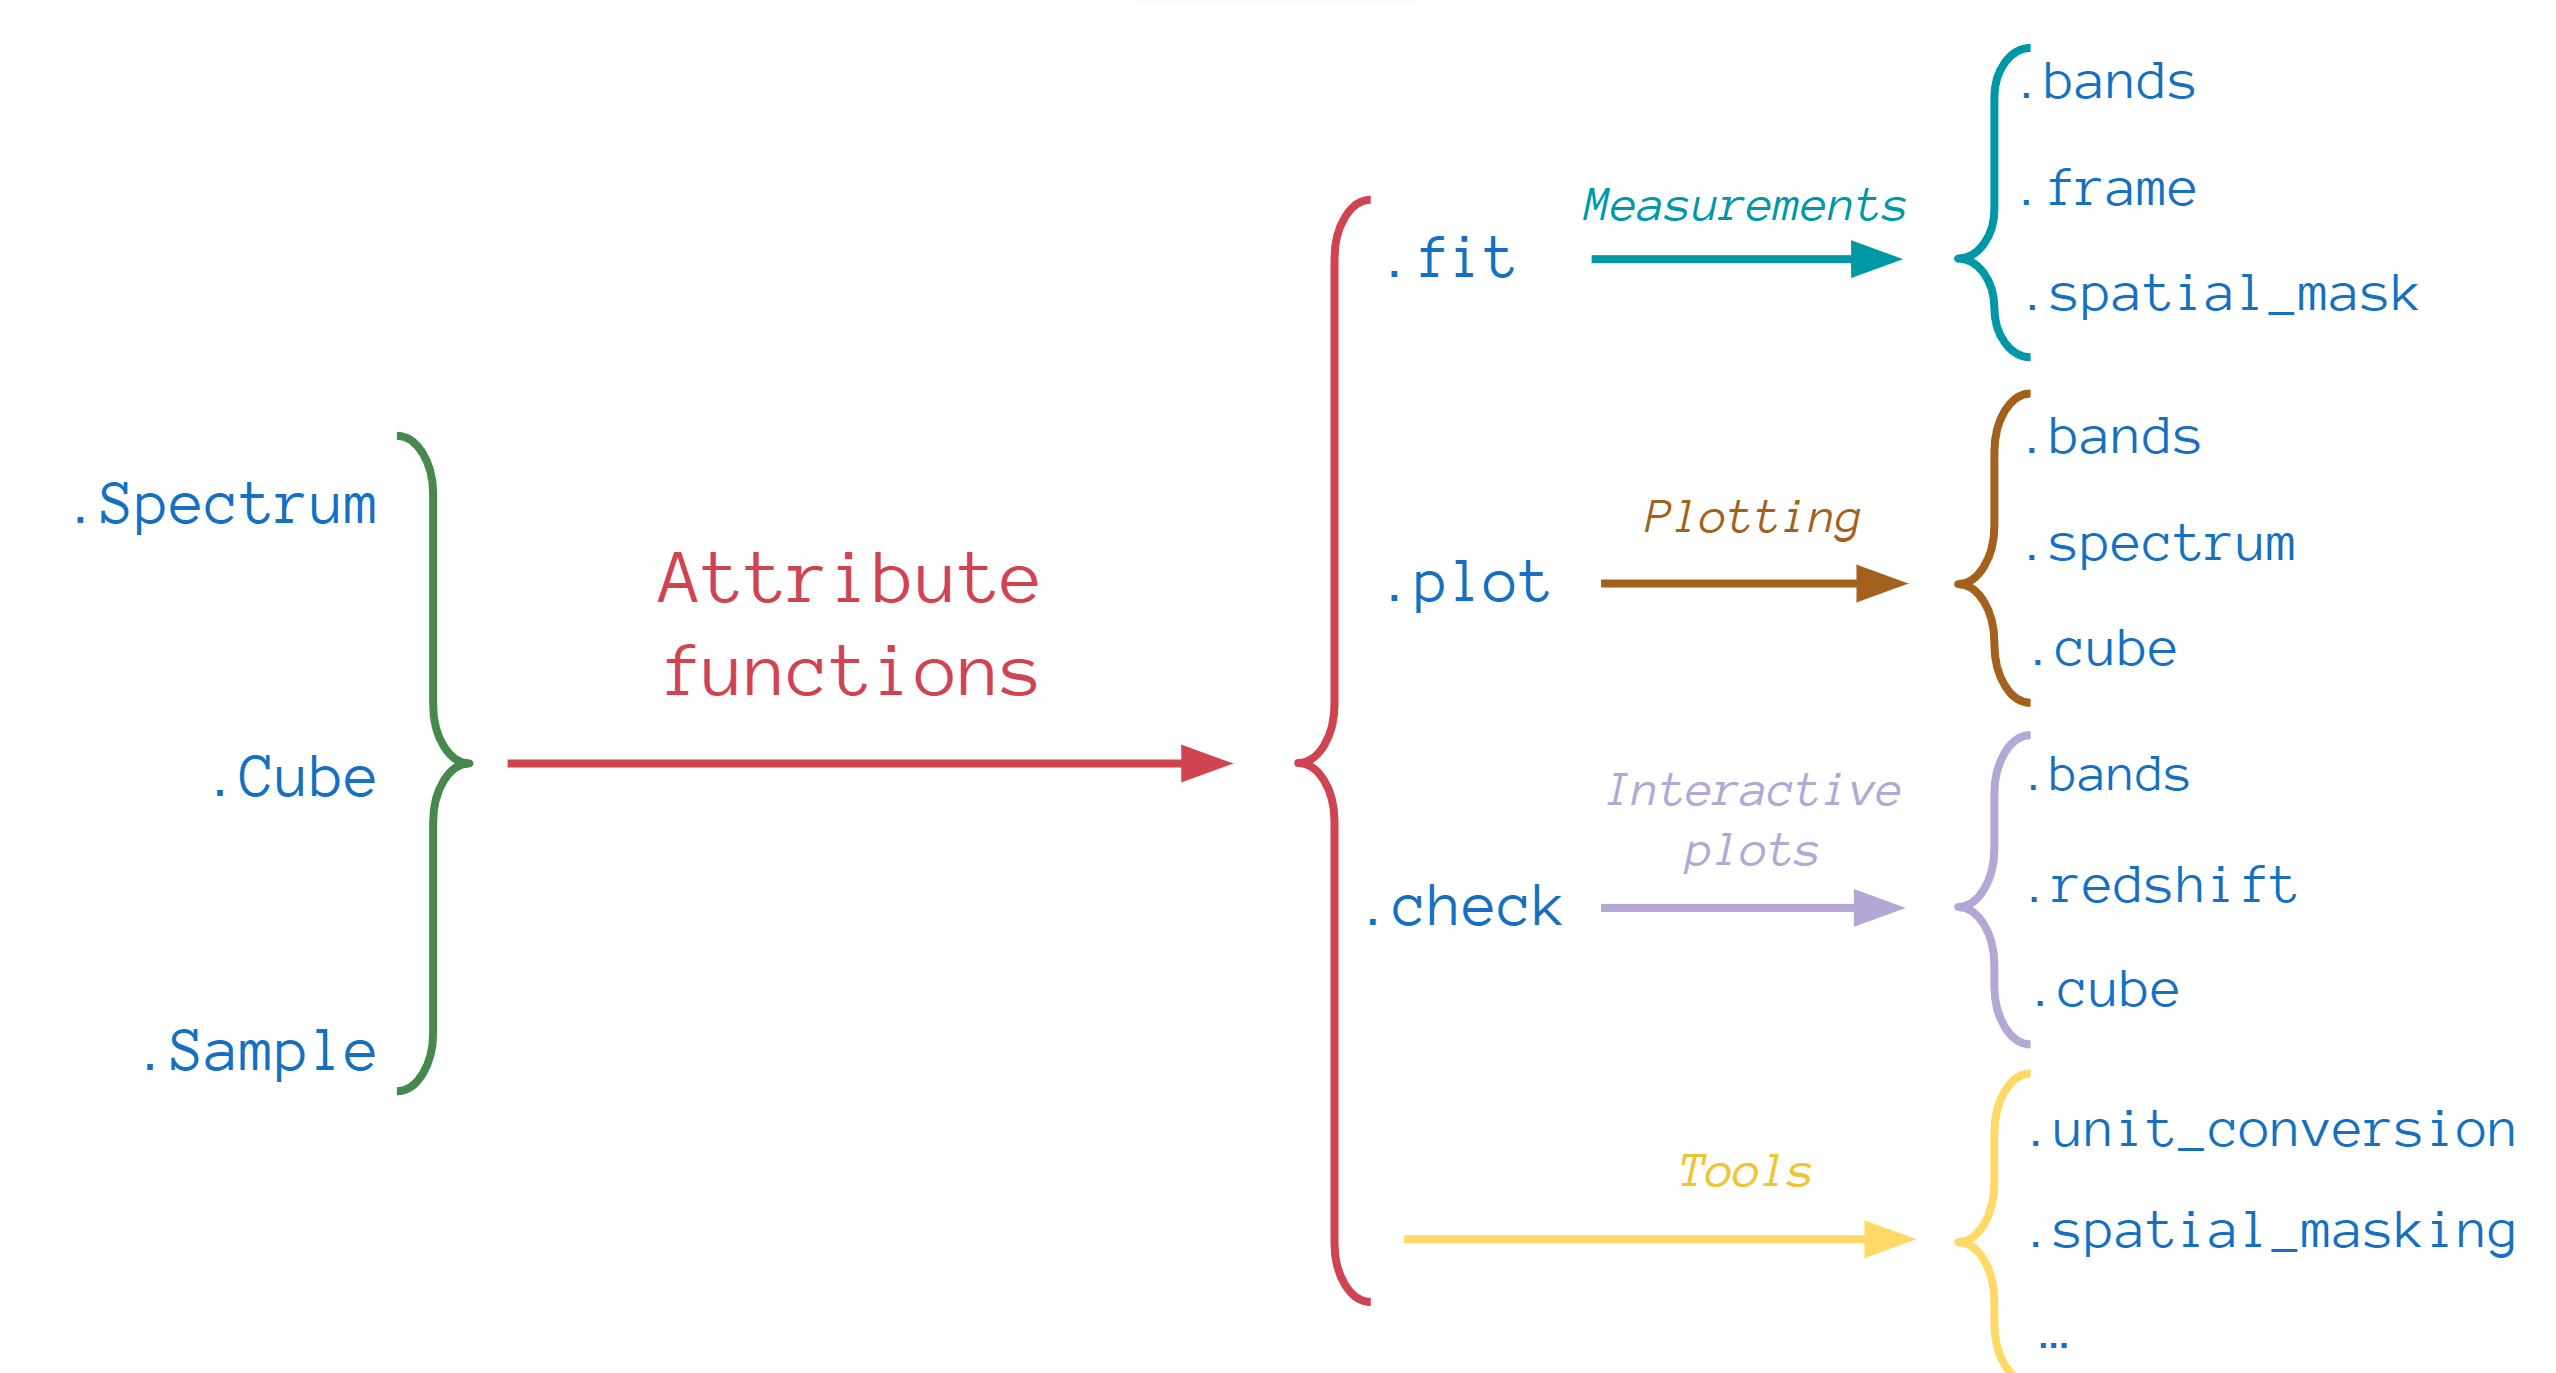 .Spectrum
.Cube
.Sample
Attribute
functions
.fit
Measurements
.bands
.frame
.spatial_mask
.plot
Plotting
.bands
.spectrum
.cube
.check
Interactive
plots
.bands
.redshift
.cube
Tools
.unit_conversion
.spatial_masking
…